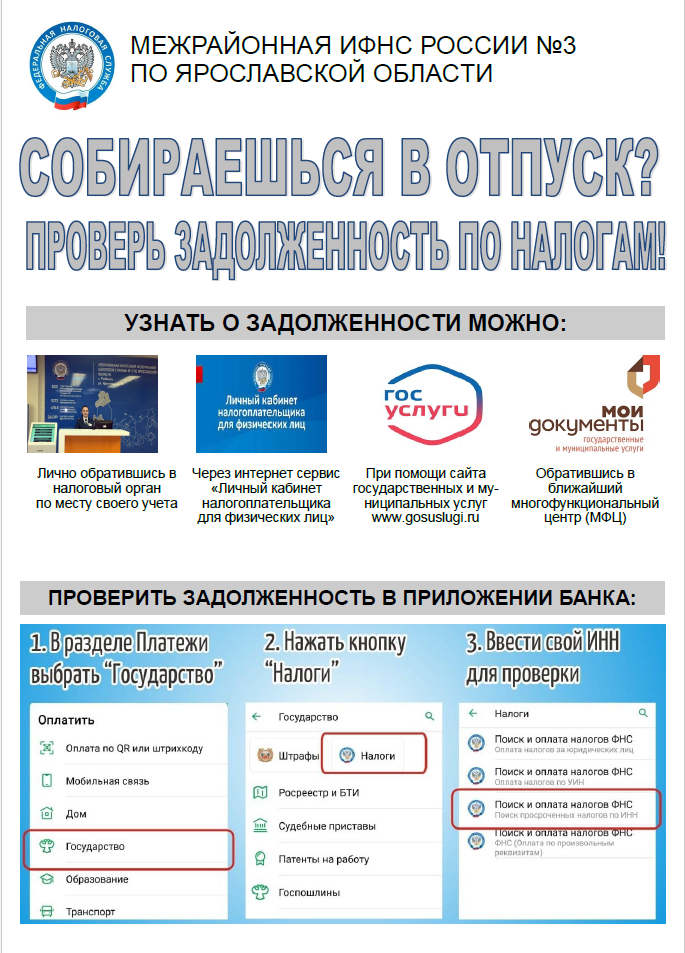 ФЕДЕРАЛЬНАЯ НАЛОГОВАЯ СЛУЖБА
МЕЖРАЙОННАЯ ИФНС РОССИИ №3
ПО ЯРОСЛАВСКОЙ ОБЛАСТИ
СОБИРАЕШЬСЯ В ОТПУСК?
ПРОВЕРЬ ЗАДОЛЖЕННОСТЬ ПО НАЛОГАМ!
УЗНАТЬ О ЗАДОЛЖЕННОСТИ МОЖНО:
Личный кабинет
налогоплательщика
для физических лиц
гос
услуги
мои
документы
государственные
и муниципальные услуги
Лично обратившись в
налоговый орган
по месту своего учета
Через интернет сервис
«Личный кабинет
налогоплательщика
для физических лиц»
При помощи сайта
государственных и му-
ниципальных услуг
www.gosuslugi.ru
Обратившись в
ближайший
многофункциональный
центр (МФЦ)
ПРОВЕРИТЬ ЗАДОЛЖЕННОСТЬ В ПРИЛОЖЕНИИ БАНКА:
1. В разделе Платежи
выбрать “Государство”
Оплатить
Оплата по QR или штрихкоду
Мобильная связь
Дом
Государство
Образование
Транспорт
2. Нажать кнопку
“Налоги”
Государство
Штрафы
Налоги
Росреестр и БТИ
Судебные приставы
Патенты на работу
Госпошлины
3. Ввести свой ИНН
для проверки
Налоги
Поиск и оплата налогов ФНС
Оплата налогов за юридических лиц
Поиск и оплата налогов ФНС
Оплата налогов по УИН
Поиск и оплата налогов ФНС
Поиск просроченных налогов по ИНН
Поиск и оплата налогов ФНС
ФНС (Оплата по произвольным
реквизитам)